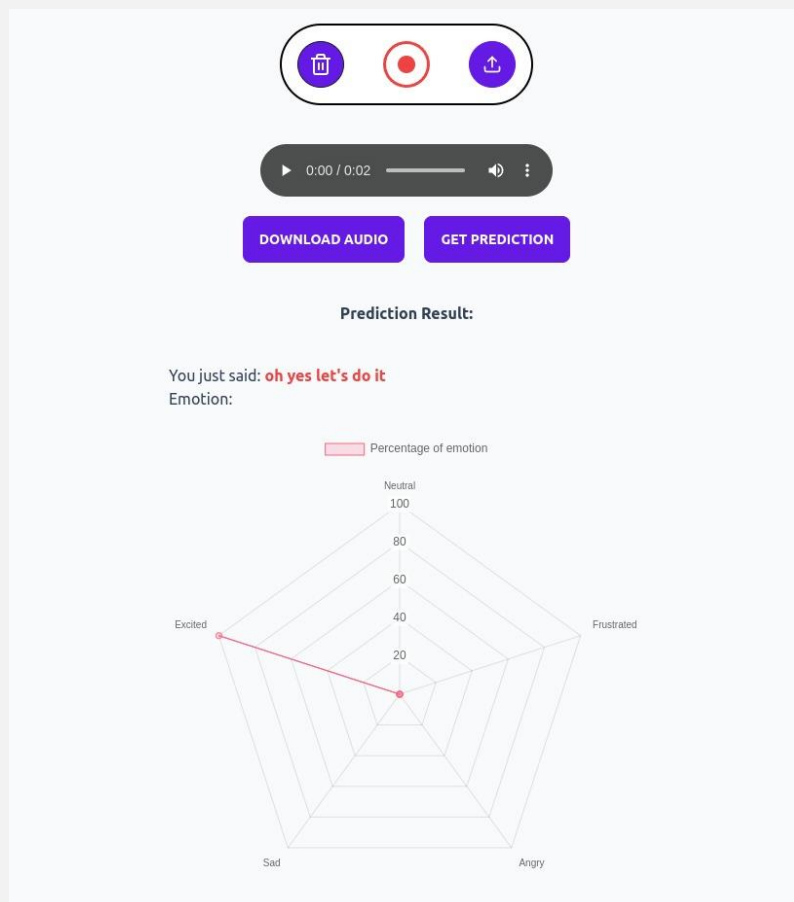 0:00 / 0:02
DOWNLOAD AUDIO GET PREDICTION
Prediction Result:
You just said: oh yes let's do it
Emotion:
Percentage of emotion
Neutral
100
80
60
40
20
Excited
Frustrated
Sad
Angry